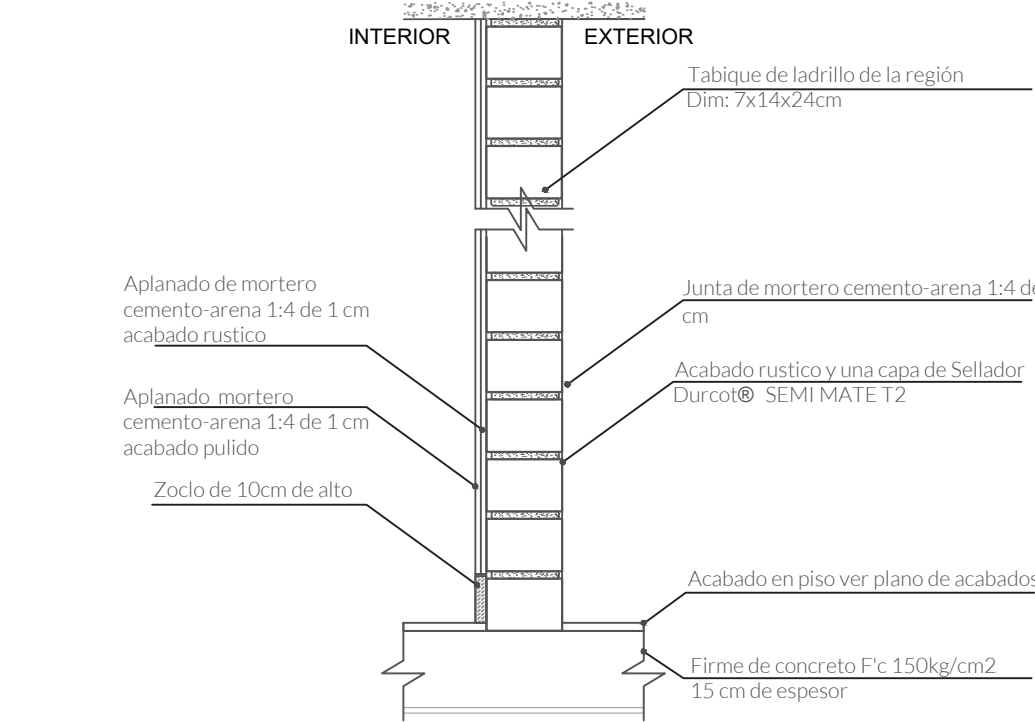 INTERIOR
EXTERIOR
Tabique de ladrillo de la región
Dim: 7x14x24cm
Aplanado de mortero
cemento-arena 1:4 de 1 cm
acabado rustico
Junta de mortero cemento-arena 1:4 de
cm
Acabado rustico y una capa de Sellador
Durcot® SEMI MATE T2
Aplanado mortero
cemento-arena 1:4 de 1 cm
acabado pulido
Zoclo de 10cm de alto
Acabado en piso ver plano de acabados
Firme de concreto F'c 150kg/cm2
15 cm de espesor